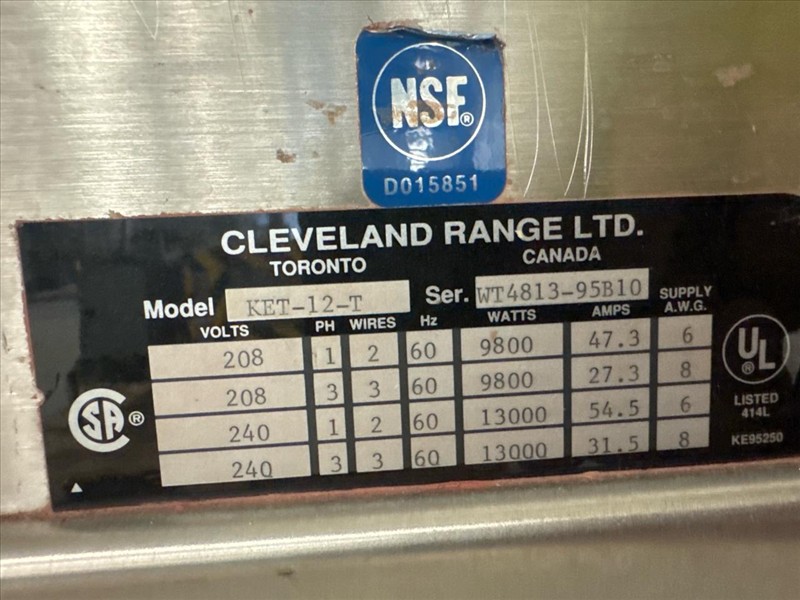 NSF®
D015851
CLEVELAND RANGE LTD.
TORONTO CANADA
Model KET-12-T Ser. WT4813-95B10
VOLTS PH WIRES Hz WATTS AMPS SUPPLY A.W.G.
208 1 2 60 9800 47.3 6
208 3 3 60 9800 27.3 8
240 1 2 60 13000 54.5 6
240 3 3 60 13000 31.5 8
CSA®
UL®
LISTED
414L
KE95250